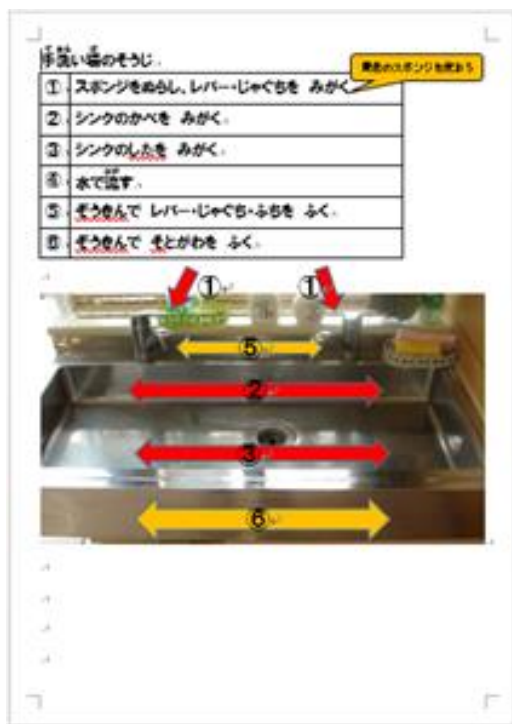 手洗い場のそうじ
黄色のスポンジを使おう
① スポンジをぬらし、レバー・じゃぐちを みがく
② シンクのかべを みがく
③ シンクのしたを みがく
④ 水で流す
⑤ ぞうきんで レバー・じゃぐち・ふちを ふく
⑥ ぞうきんで そとがわを ふく
① ①
⑤
②
③
⑥